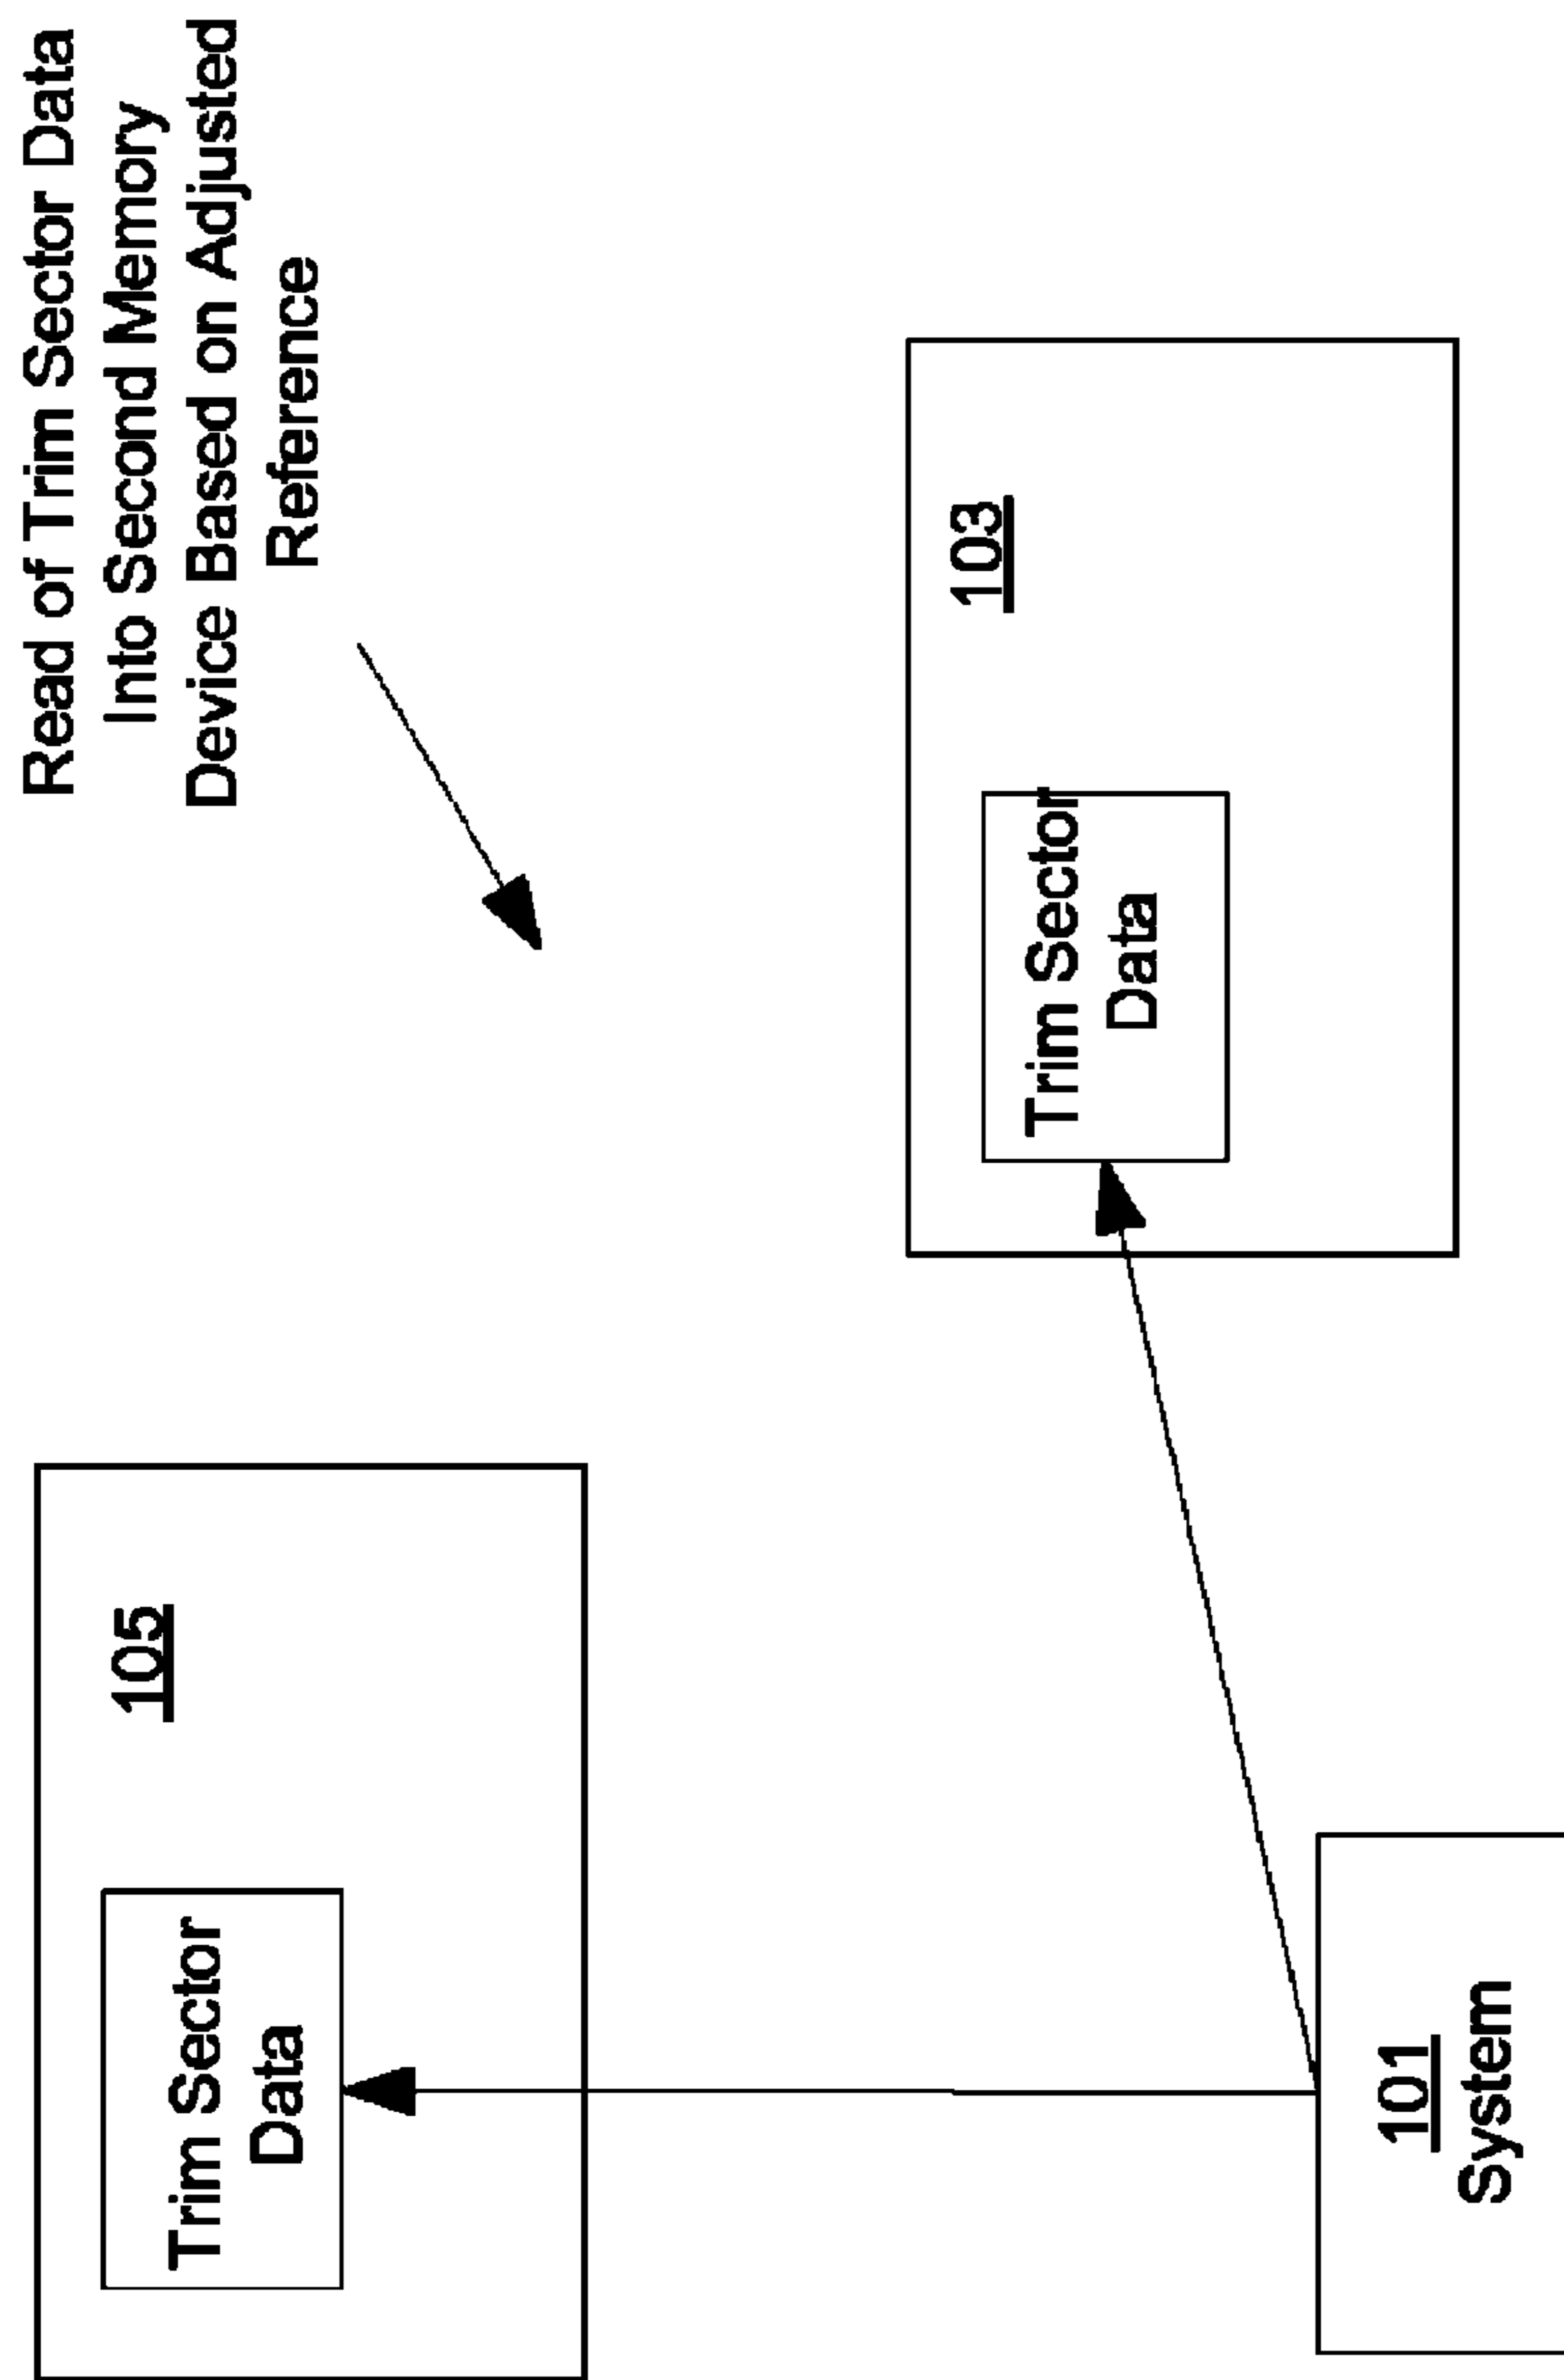 Read of Trim Sector Data
Into Second Memory
Device Based on Adjusted
Reference
105
Trim Sector
Data
103
Trim Sector
Data
101
System